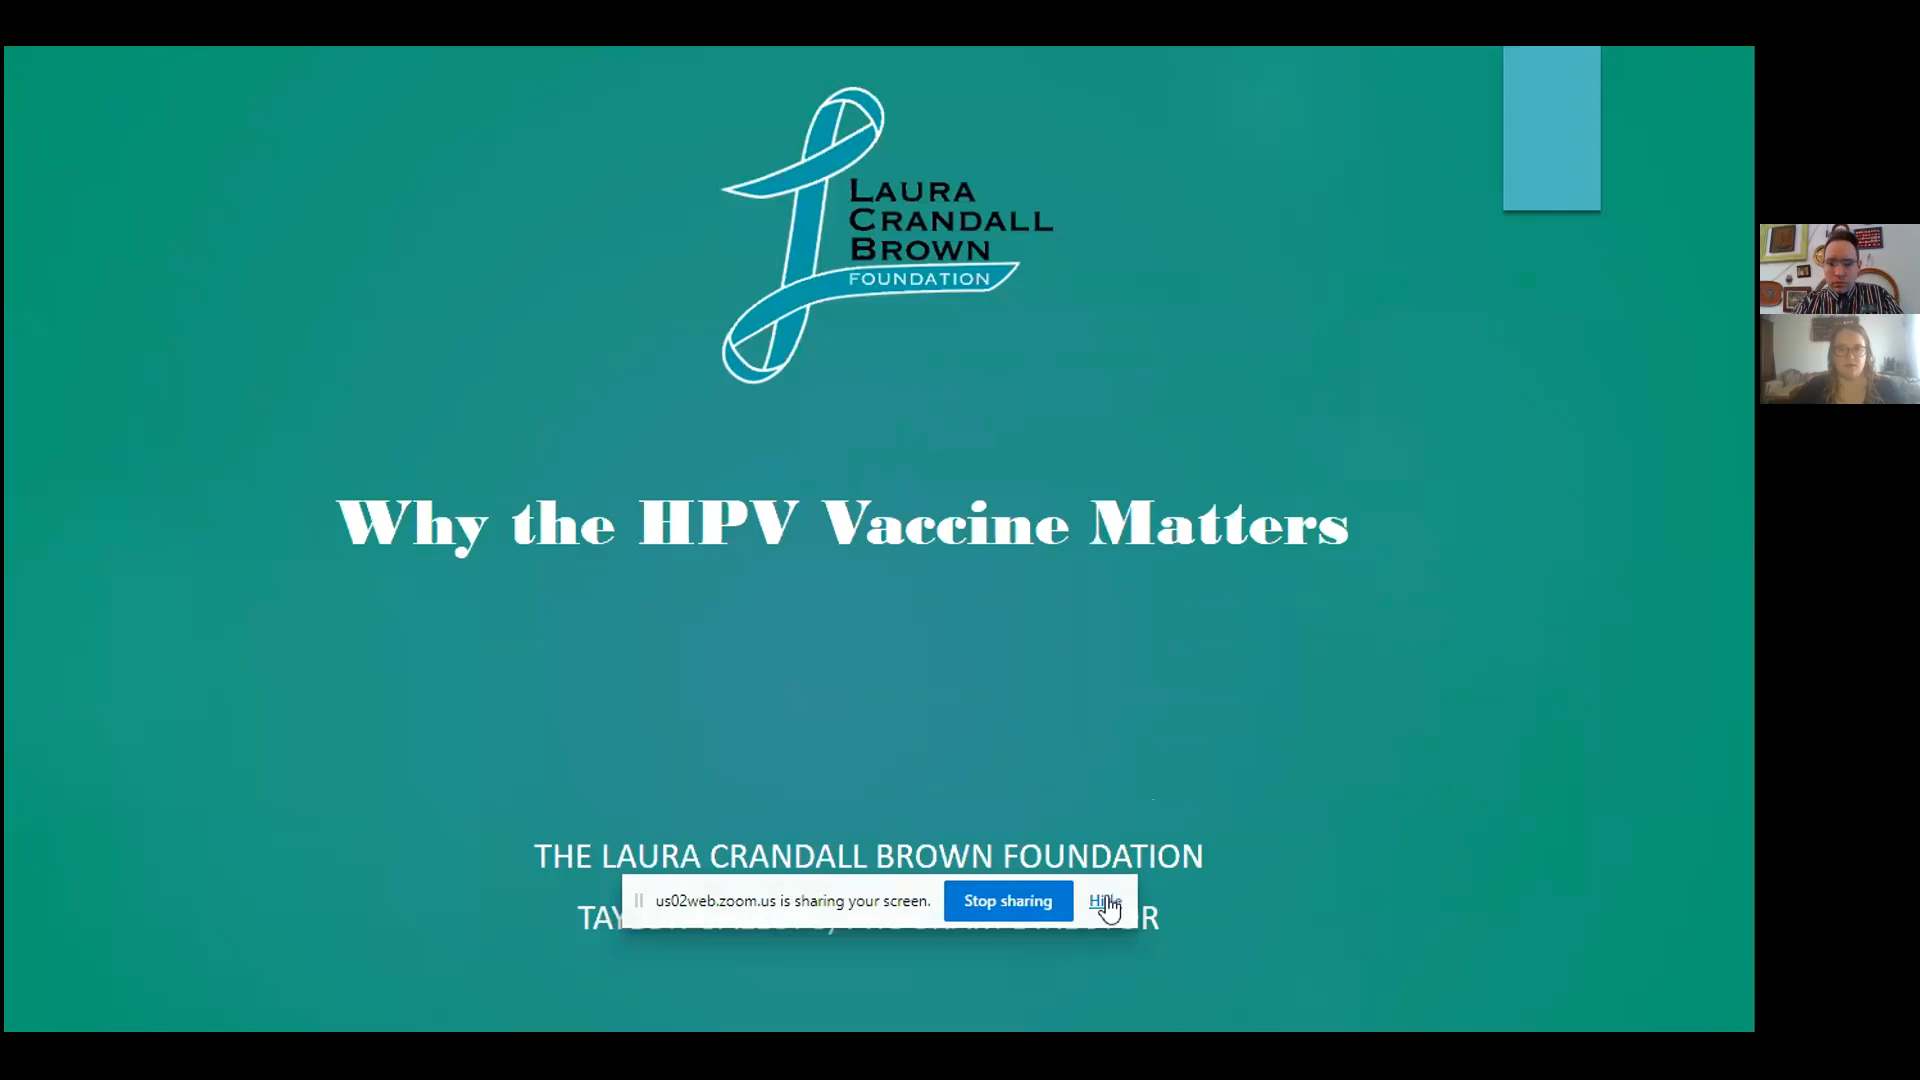 LAURA
CRANDALL
BROWN
FOUNDATION
Why the HPV Vaccine Matters
THE LAURA CRANDALL BROWN FOUNDATION
us02web.zoom.us is sharing your screen.
Stop sharing
Hide